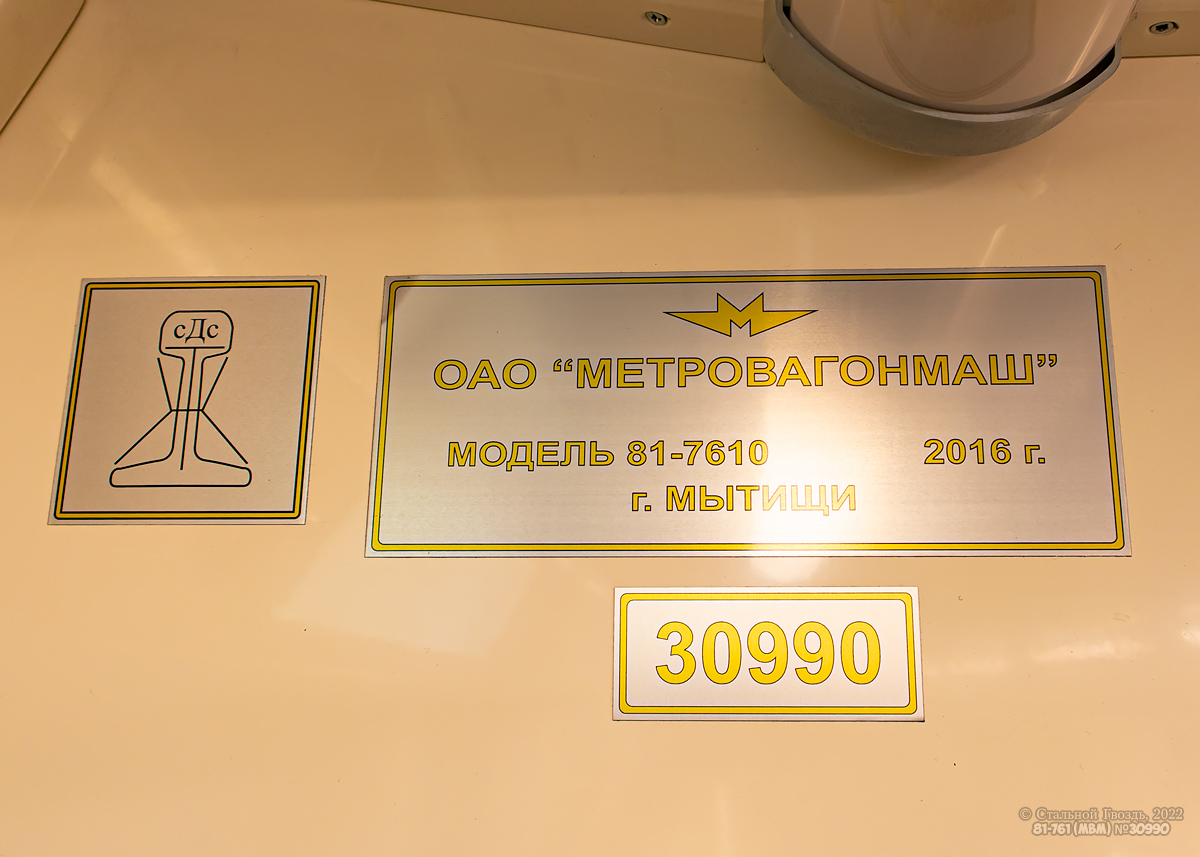 сДс
М
ОАО “МЕТРОВАГОНМАШ”
МОДЕЛЬ 81-7610 2016 г.
г. МЫТИЩИ
30990
© Стальной Гвоздь, 2022
81-761 (МВМ) №30990